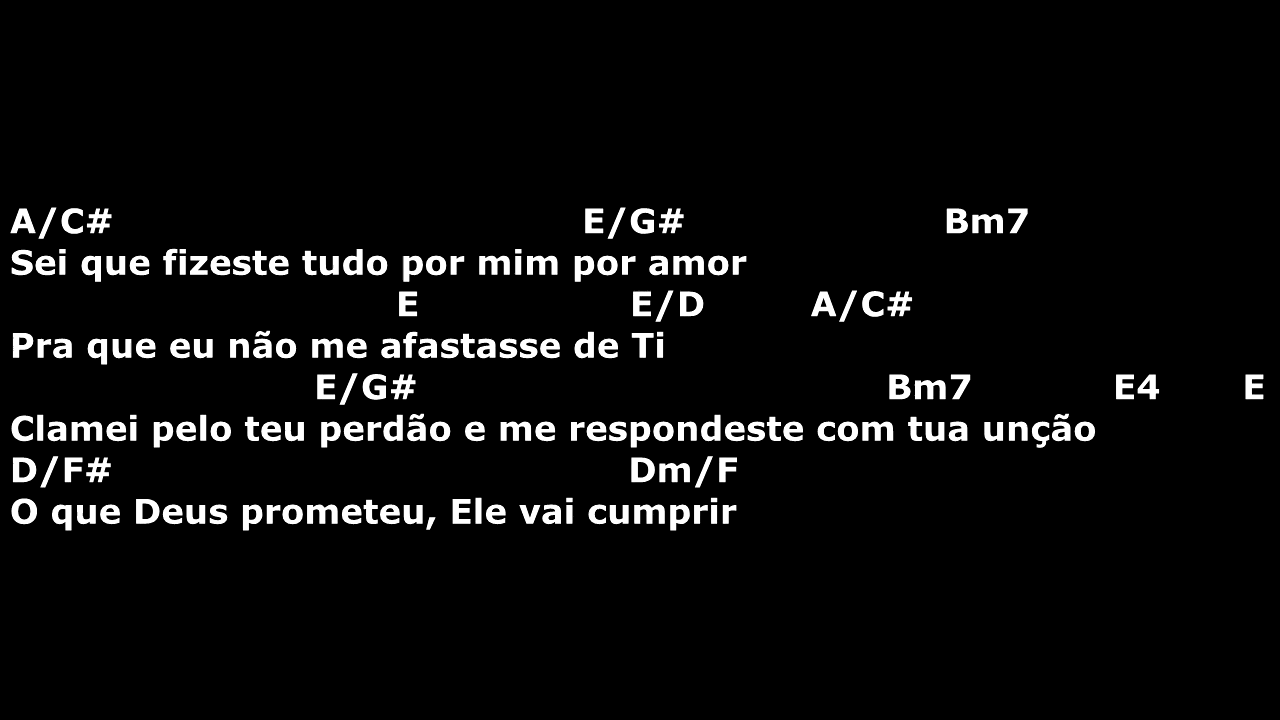 A/C# E/G# Bm7
Sei que fizeste tudo por mim por amor
E E/D A/C#
Pra que eu não me afastasse de Ti
E/G# Bm7 E4 E
Clamei pelo teu perdão e me respondeste com tua unção
D/F# Dm/F
O que Deus prometeu, Ele vai cumprir